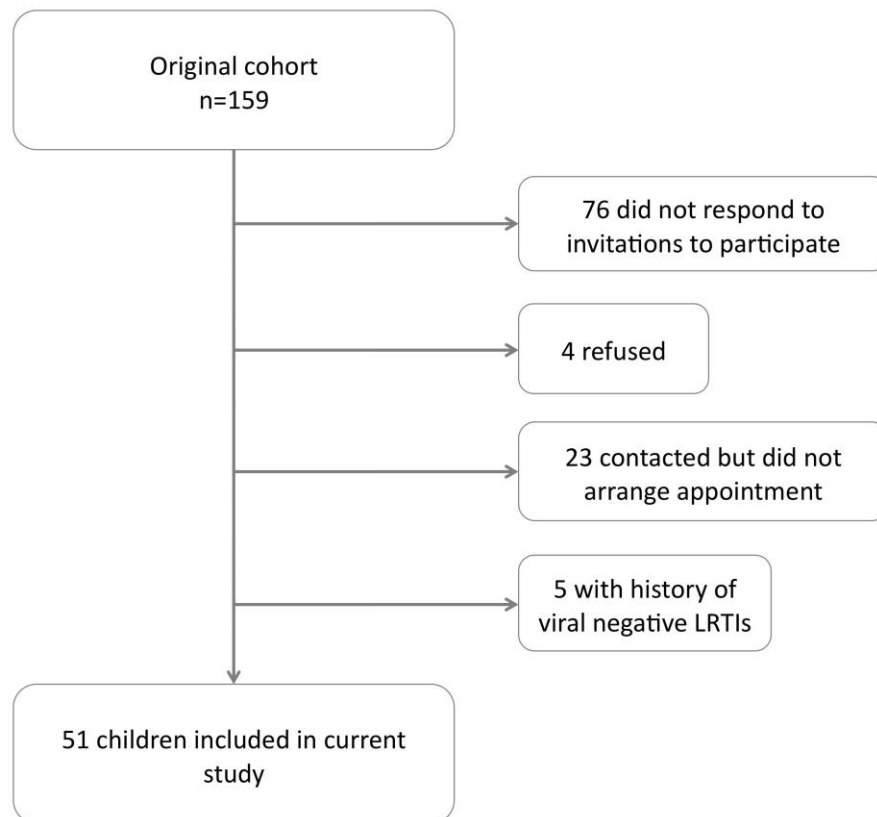 Original cohort
n=159
76 did not respond to
invitations to participate
4 refused
23 contacted but did not
arrange appointment
5 with history of
viral negative LRTIs
51 children included in current
study